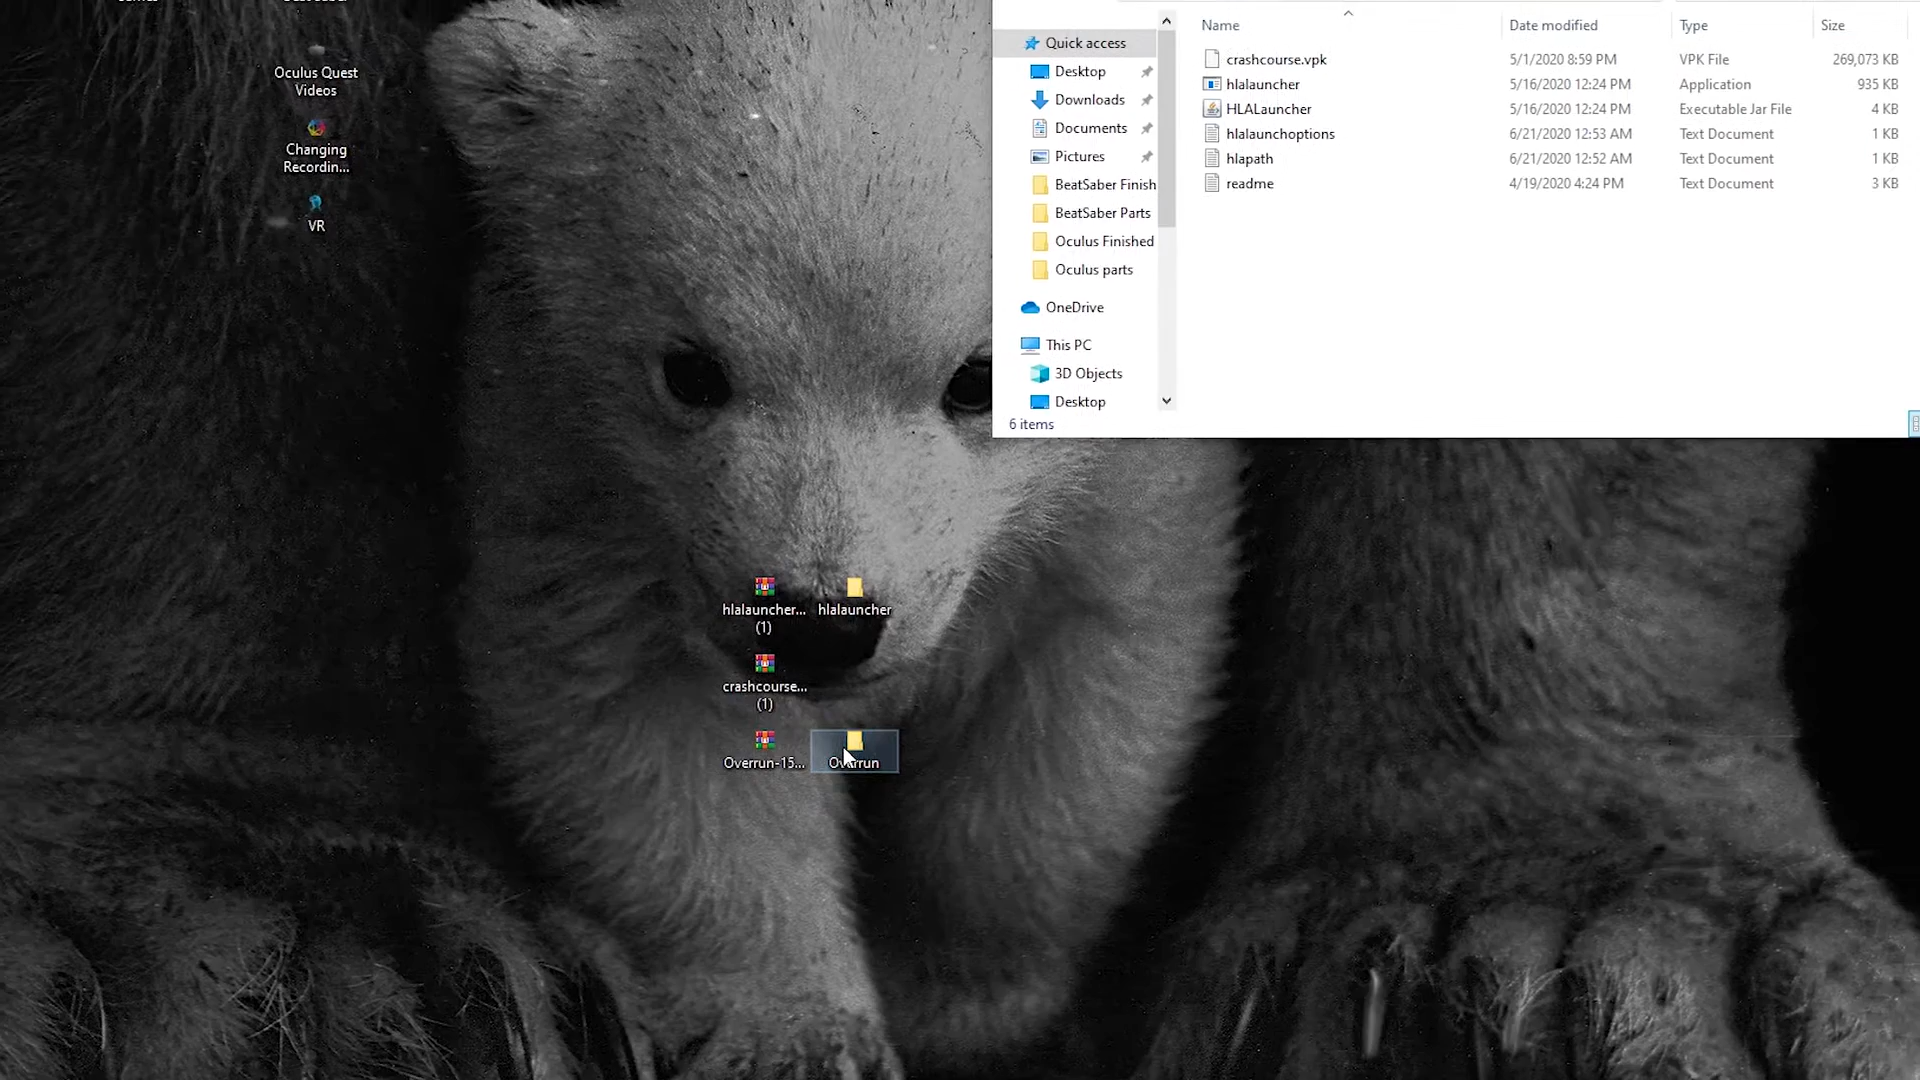 Oculus Quest
Videos
Changing
Recordin...
VR
Name
Date modified
Type
Size
Quick access
Desktop
Downloads
Documents
Pictures
BeatSaber Finish
BeatSaber Parts
Oculus Finished
Oculus parts
OneDrive
This PC
3D Objects
Desktop
crashcourse.vpk 5/1/2020 8:59 PM VPK File 269,073 KB
hlalauncher 5/16/2020 12:24 PM Application 935 KB
HLALauncher 5/16/2020 12:24 PM Executable Jar File 4 KB
hlalaunchoptions 6/21/2020 12:53 AM Text Document 1 KB
hlapath 6/21/2020 12:52 AM Text Document 1 KB
readme 4/19/2020 4:24 PM Text Document 3 KB
6 items
hlalauncher...
(1)
hlalauncher
crashcourse...
(1)
Overrun-15...
Overrun